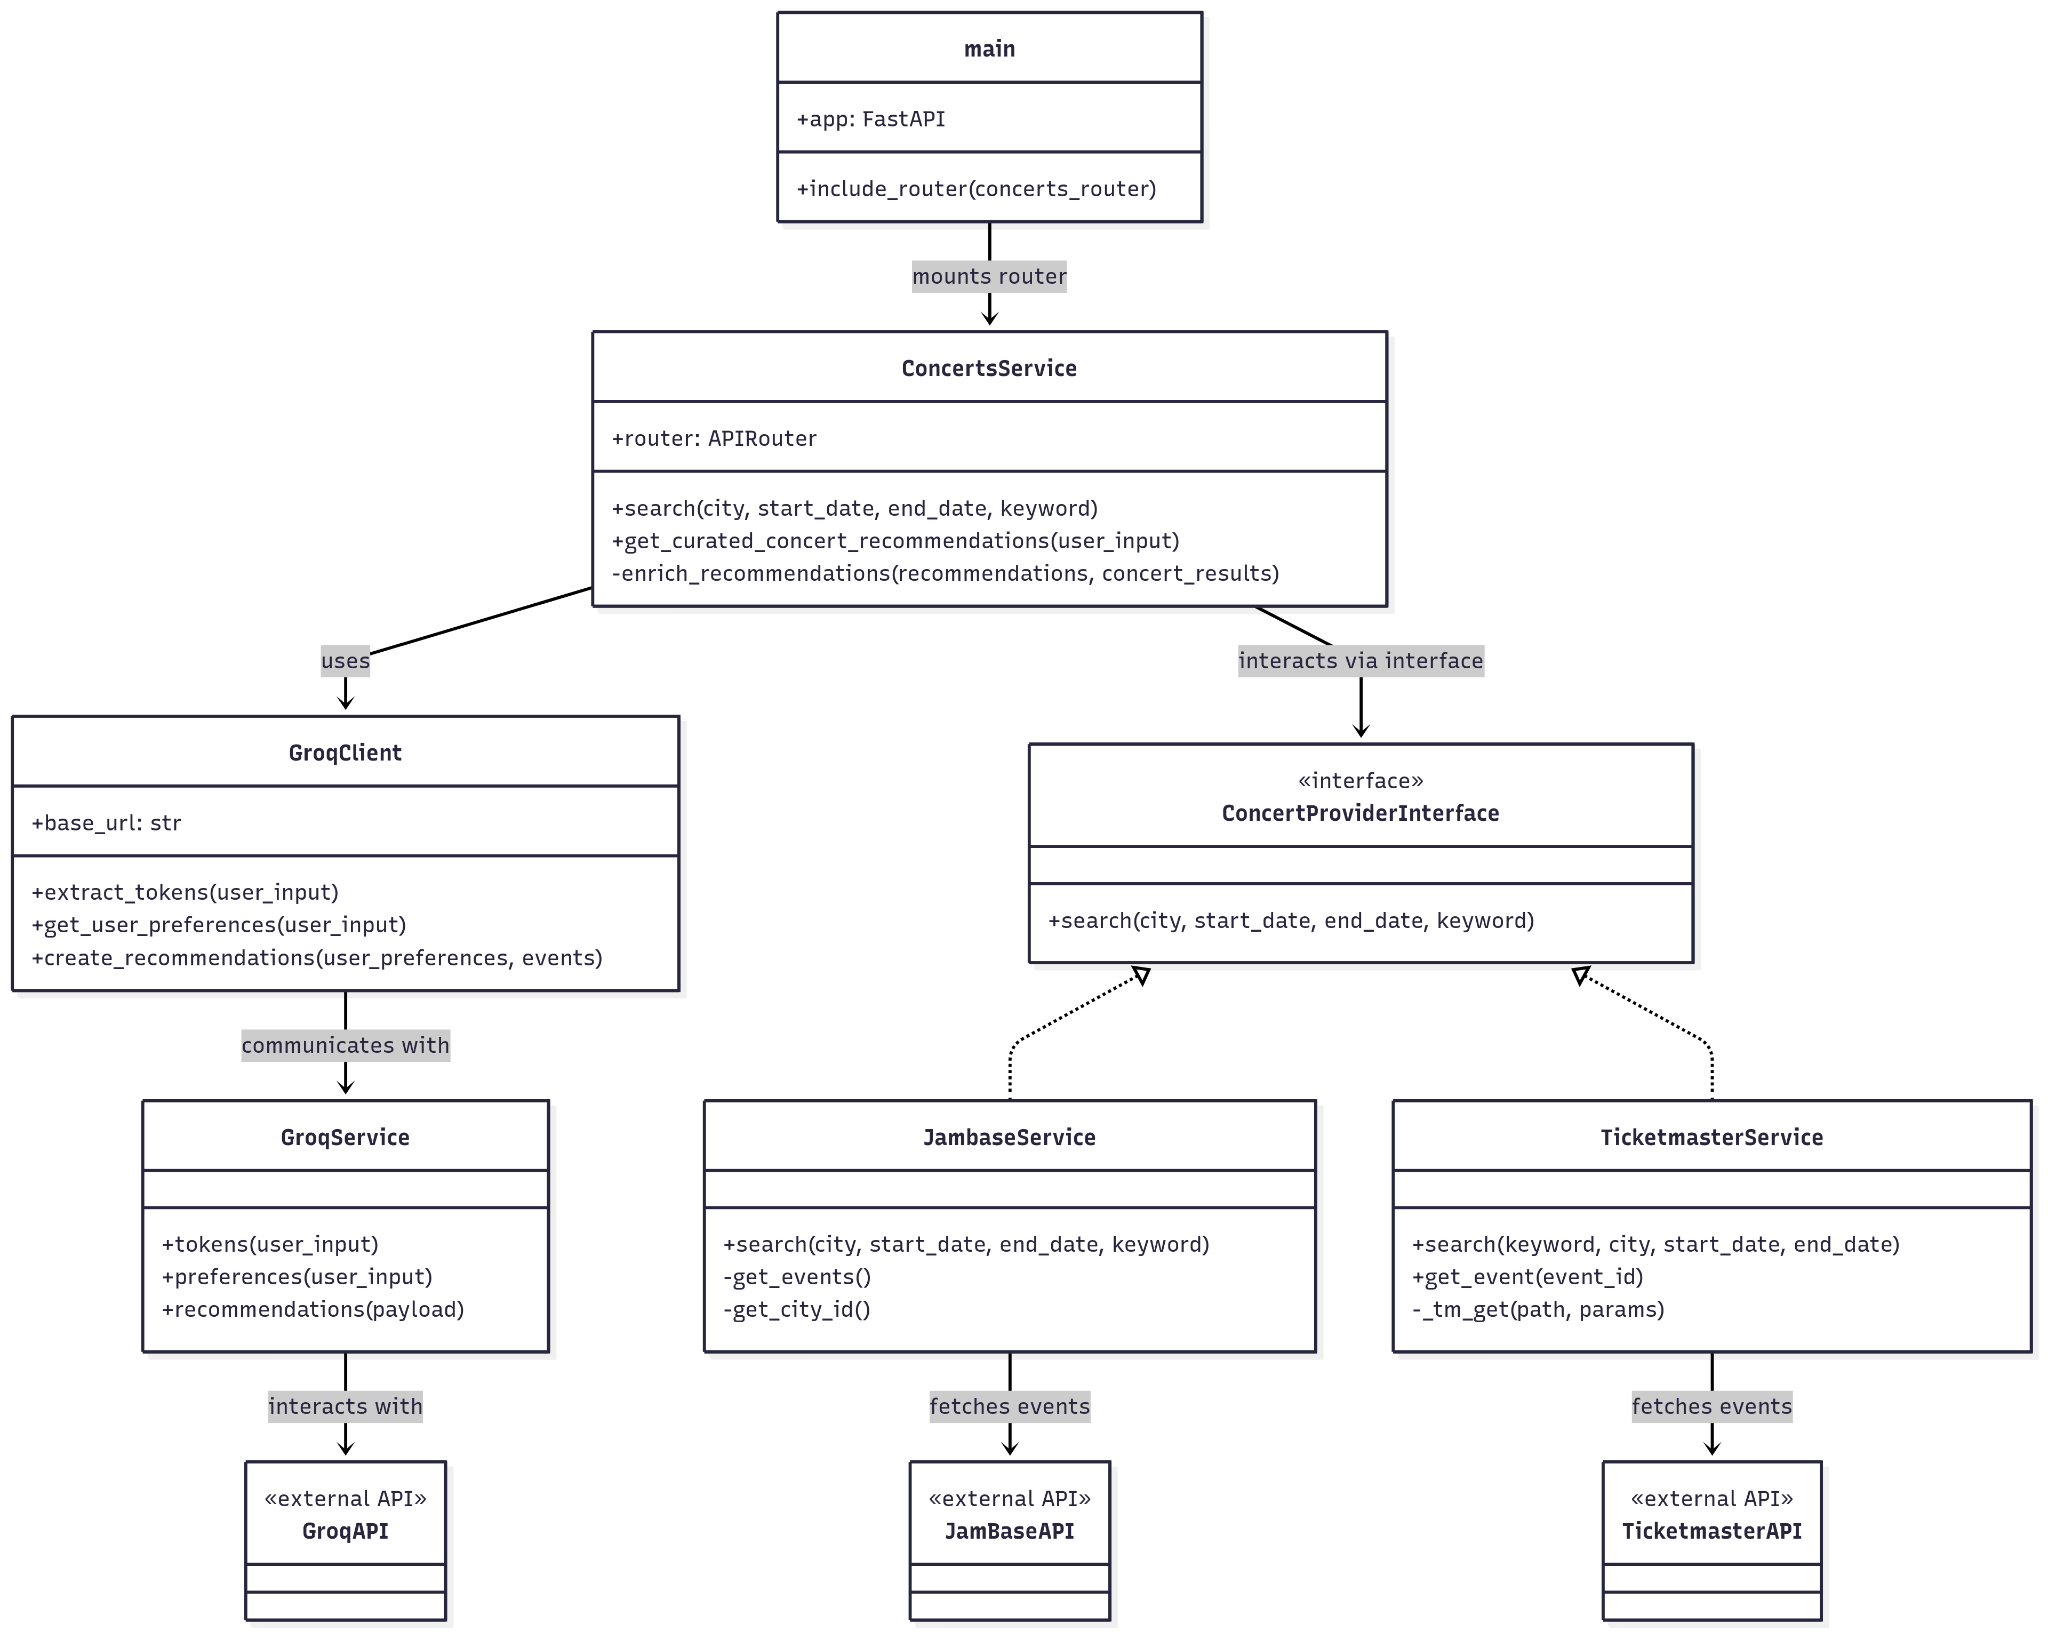 main
+app: FastAPI
+include_router(concerts_router)
mounts router
ConcertsService
+router: APIRouter
+search(city, start_date, end_date, keyword)
+get_curated_concert_recommendations(user_input)
-enrich_recommendations(recommendations, concert_results)
uses
interacts via interface
GroqClient
+base_url: str
+extract_tokens(user_input)
+get_user_preferences(user_input)
+create_recommendations(user_preferences, events)
«interface»
ConcertProviderInterface
+search(city, start_date, end_date, keyword)
communicates with
GroqService
+tokens(user_input)
+preferences(user_input)
+recommendations(payload)
JambaseService
+search(city, start_date, end_date, keyword)
-get_events()
-get_city_id()
TicketmasterService
+search(keyword, city, start_date, end_date)
+get_event(event_id)
-_tm_get(path, params)
interacts with
fetches events
fetches events
«external API»
GroqAPI
«external API»
JamBaseAPI
«external API»
TicketmasterAPI